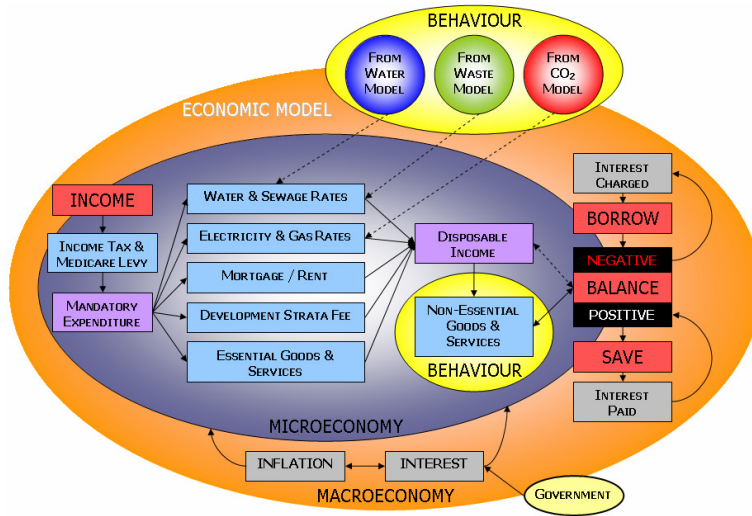 BEHAVIOUR
FROM
WATER
MODEL
FROM
WASTE
MODEL
FROM
CO2
MODEL
ECONOMIC MODEL
INCOME
INCOME TAX &
MEDICARE LEVY
MANDATORY
EXPENDITURE
WATER & SEWAGE RATES
ELECTRICITY & GAS RATES
MORTGAGE / RENT
DEVELOPMENT STRATA FEE
ESSENTIAL GOODS &
SERVICES
DISPOSABLE
INCOME
NON-ESSENTIAL
GOODS &
SERVICES
BEHAVIOUR
INTEREST
CHARGED
BORROW
NEGATIVE
BALANCE
POSITIVE
SAVE
INTEREST
PAID
MICROECONOMY
INFLATION
INTEREST
MACROECONOMY
GOVERNMENT